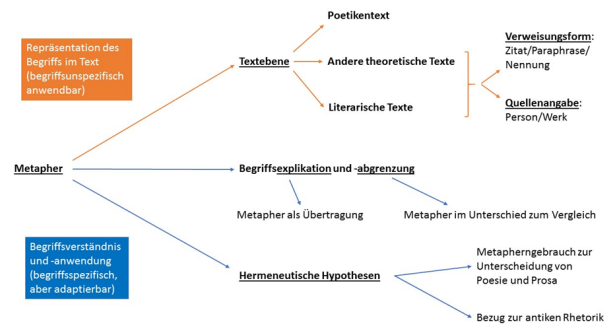 Repräsentation des
Begriffs im Text
(begriffsunspezifisch
anwendbar)
Poetikentext
Textebene
Andere theoretische Texte
Literarische Texte
Verweisungsform:
Zitat/Paraphrase/
Nennung
Quellenangabe:
Person/Werk
Metapher
Begriffsexplikation und -abgrenzung
Metapher als Übertragung
Metapher im Unterschied zum Vergleich
Begriffsverständnis
und -anwendung
(begriffsspezifisch,
aber adaptierbar)
Hermeneutische Hypothesen
Metapherngebrauch zur
Unterscheidung von
Poesie und Prosa
Bezug zur antiken Rhetorik